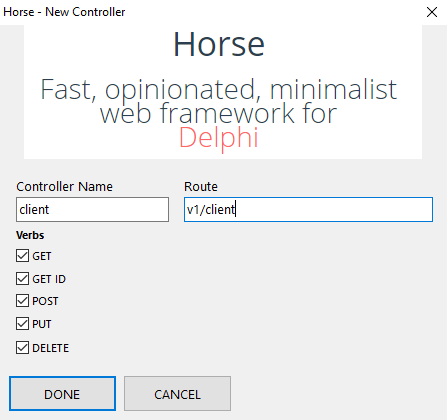 Horse - New Controller
Horse
Fast, opinionated, minimalist
web framework for
Delphi
Controller Name
Route
client
v1/client
Verbs
GET
GET ID
POST
PUT
DELETE
DONE
CANCEL